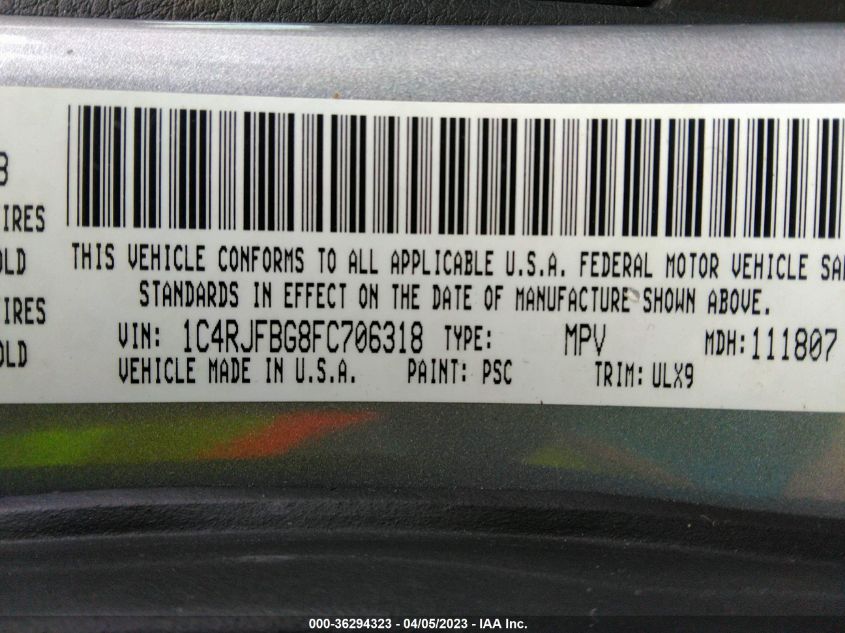 8
IRES
OLD
THIS VEHICLE CONFORMS TO ALL APPLICABLE U.S.A. FEDERAL MOTOR VEHICLE SA
STANDARDS IN EFFECT ON THE DATE OF MANUFACTURE SHOWN ABOVE.
IRES
VIN: 1C4RJFBG8FC706318 TYPE: MPV MDH: 111807
OLD
VEHICLE MADE IN U.S.A. PAINT: PSC TRIM: ULX9
000-36294323 - 04/05/2023 - IAA Inc.